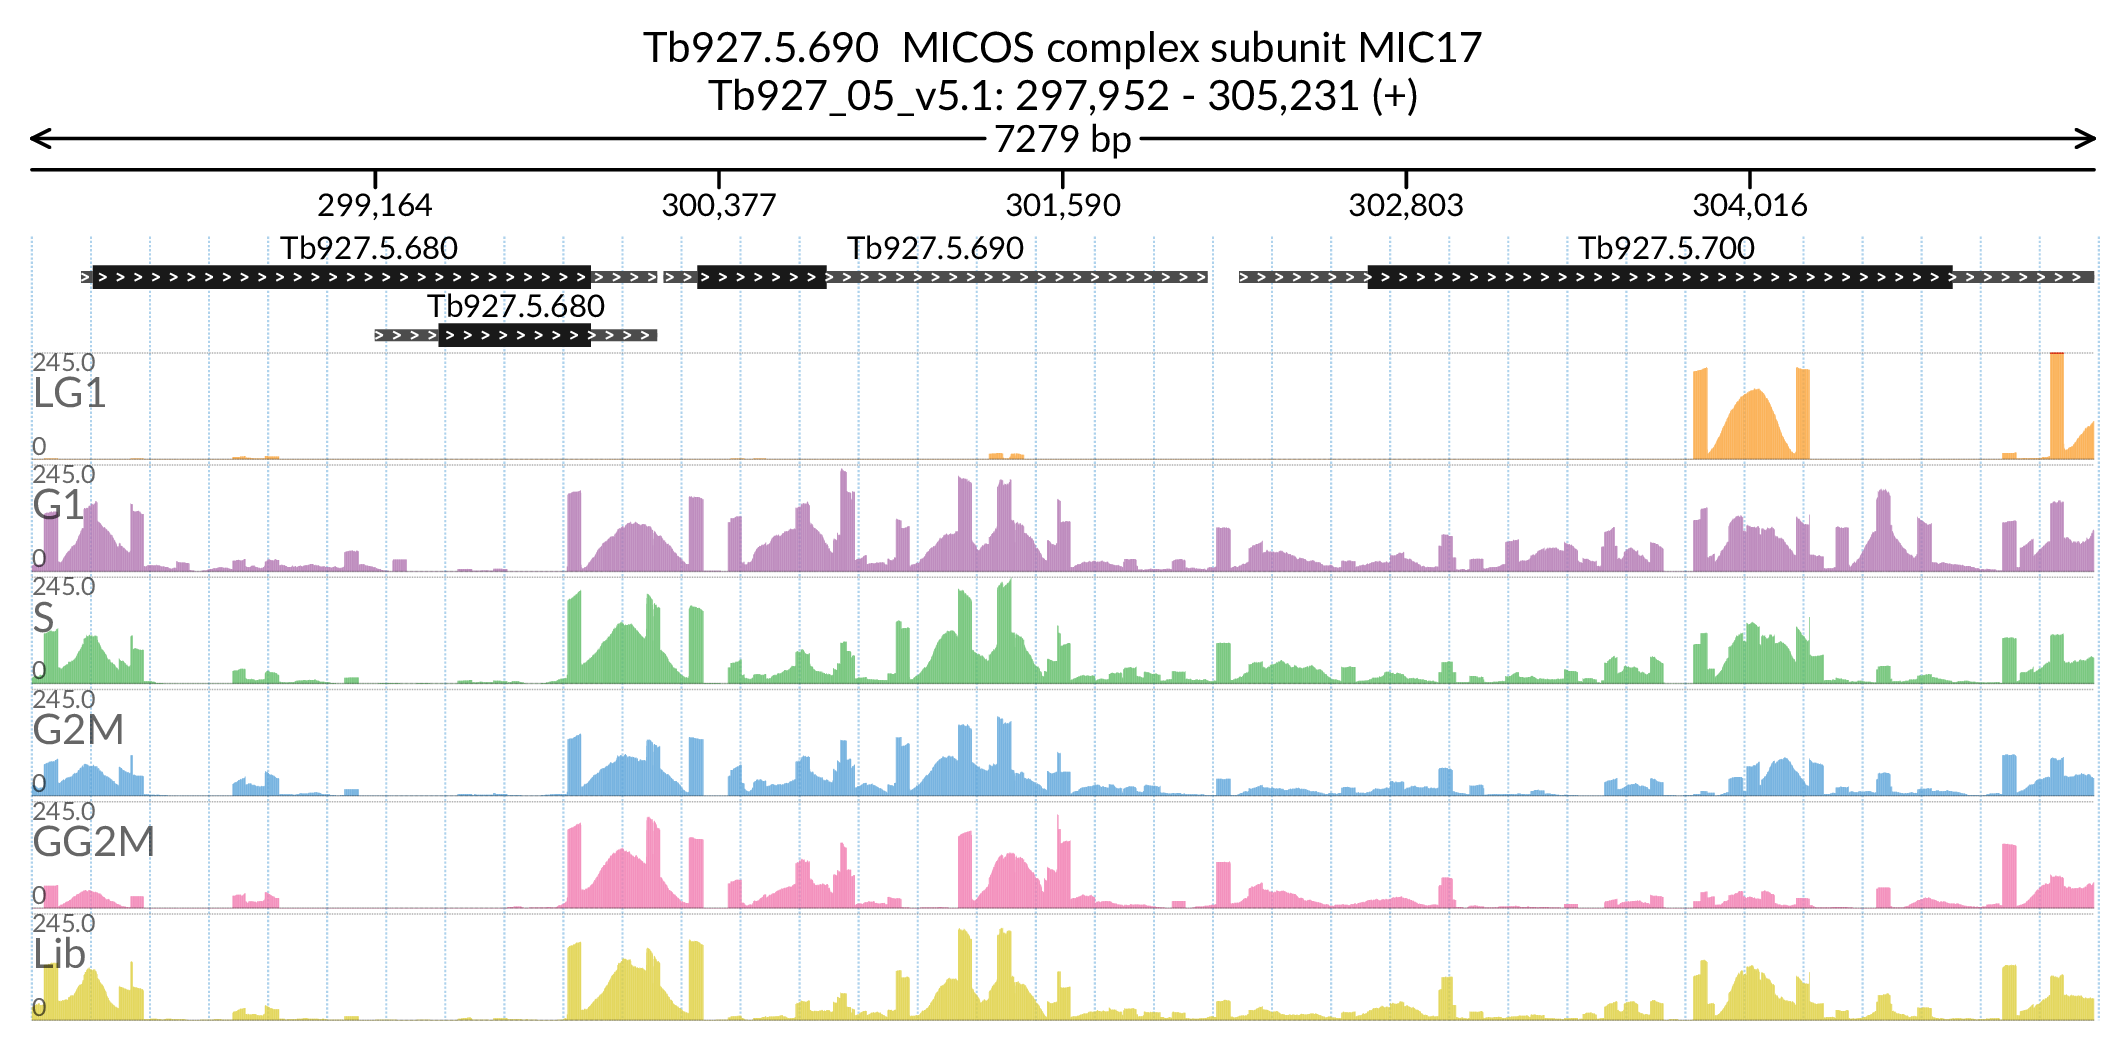 Tb927.5.690 MICOS complex subunit MIC17
Tb927_05_v5.1: 297,952 - 305,231 (+)
7279 bp
299,164 300,377 301,590 302,803 304,016
Tb927.5.680 Tb927.5.690 Tb927.5.700
Tb927.5.680
245.0
LG1
0
245.0
G1
0
245.0
S
0
245.0
G2M
0
245.0
GG2M
0
245.0
Lib
0